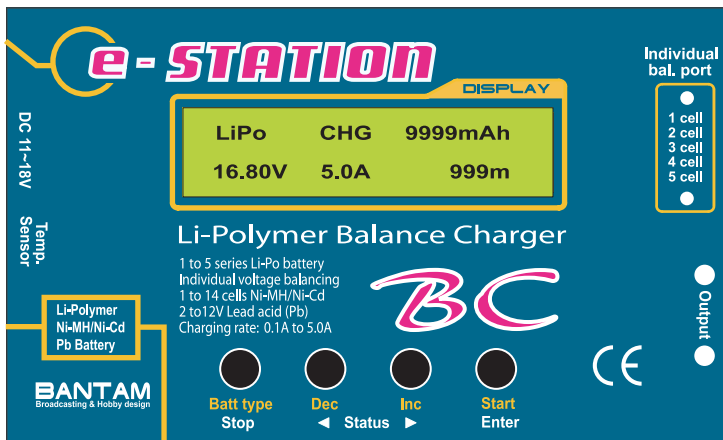 e-STATION
DISPLAY
LiPo CHG 9999mAh
16.80V 5.0A 999m
Individual
bal. port
1 cell
2 cell
3 cell
4 cell
5 cell
DC 11~18V
Temp.
Sensor
Li-Polymer Balance Charger
1 to 5 series Li-Po battery
Individual voltage balancing
1 to 14 cells Ni-MH/Ni-Cd
2 to12V Lead acid (Pb)
Charging rate: 0.1A to 5.0A
BC
Output
Li-Polymer
Ni-MH/Ni-Cd
Pb Battery
BANTAM
Broadcasting & Hobby design
Batt type Dec Inc Start
Stop ◄ Status ► Enter
CE